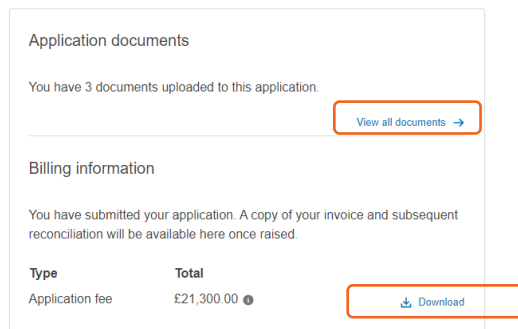 Application documents
You have 3 documents uploaded to this application.
View all documents →
Billing information
You have submitted your application. A copy of your invoice and subsequent
reconciliation will be available here once raised.
Type Total
Application fee £21,300.00 Download